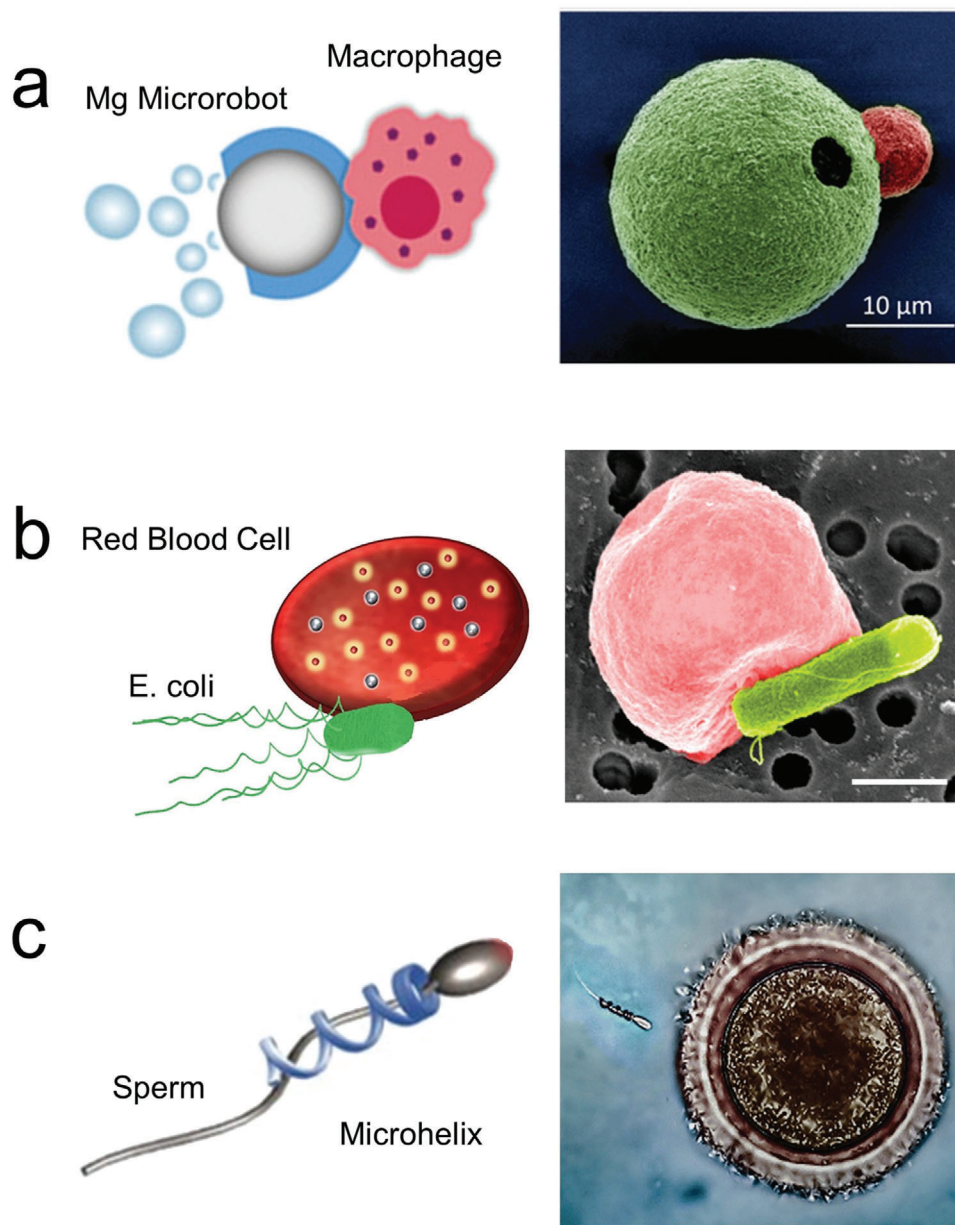 a
Mg Microrobot
Macrophage
10 µm
b
Red Blood Cell
E. coli
c
Sperm
Microhelix